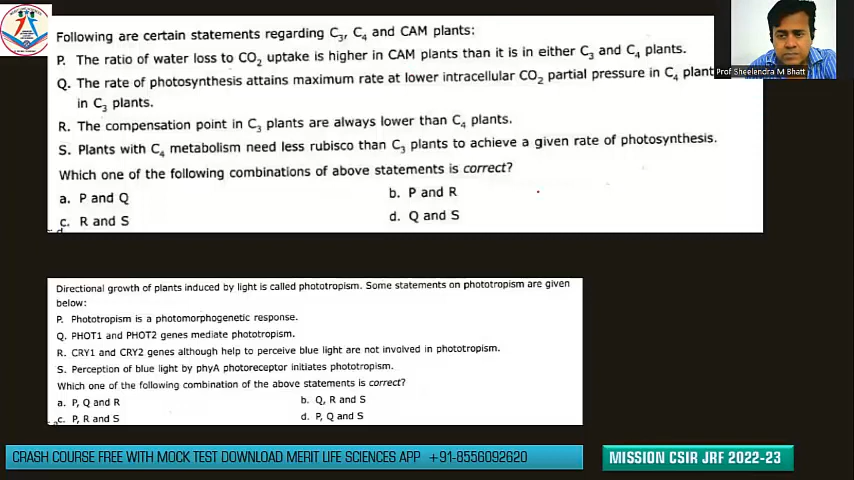 Following are certain statements regarding C3, C4 and CAM plants:
P. The ratio of water loss to CO2 uptake is higher in CAM plants than it is in either C3 and C4 plants.
Q. The rate of photosynthesis attains maximum rate at lower intracellular CO2 partial pressure in C4 plant
in C3 plants.
R. The compensation point in C3 plants are always lower than C4 plants.
S. Plants with C4 metabolism need less rubisco than C3 plants to achieve a given rate of photosynthesis.
Which one of the following combinations of above statements is correct?
a. P and Q
b. P and R
c. R and S
d. Q and S
Prof Sheelendra M Bhatt
Directional growth of plants induced by light is called phototropism. Some statements on phototropism are given
below:
P. Phototropism is a photomorphogenetic response.
Q. PHOT1 and PHOT2 genes mediate phototropism.
R. CRY1 and CRY2 genes although help to perceive blue light are not involved in phototropism.
S. Perception of blue light by phyA photoreceptor initiates phototropism.
Which one of the following combination of the above statements is correct?
a. P, Q and R
b. Q, R and S
c. P, R and S
d. P, Q and S
CRASH COURSE FREE WITH MOCK TEST DOWNLOAD MERIT LIFE SCIENCES APP +91-8556092620
MISSION CSIR JRF 2022-23